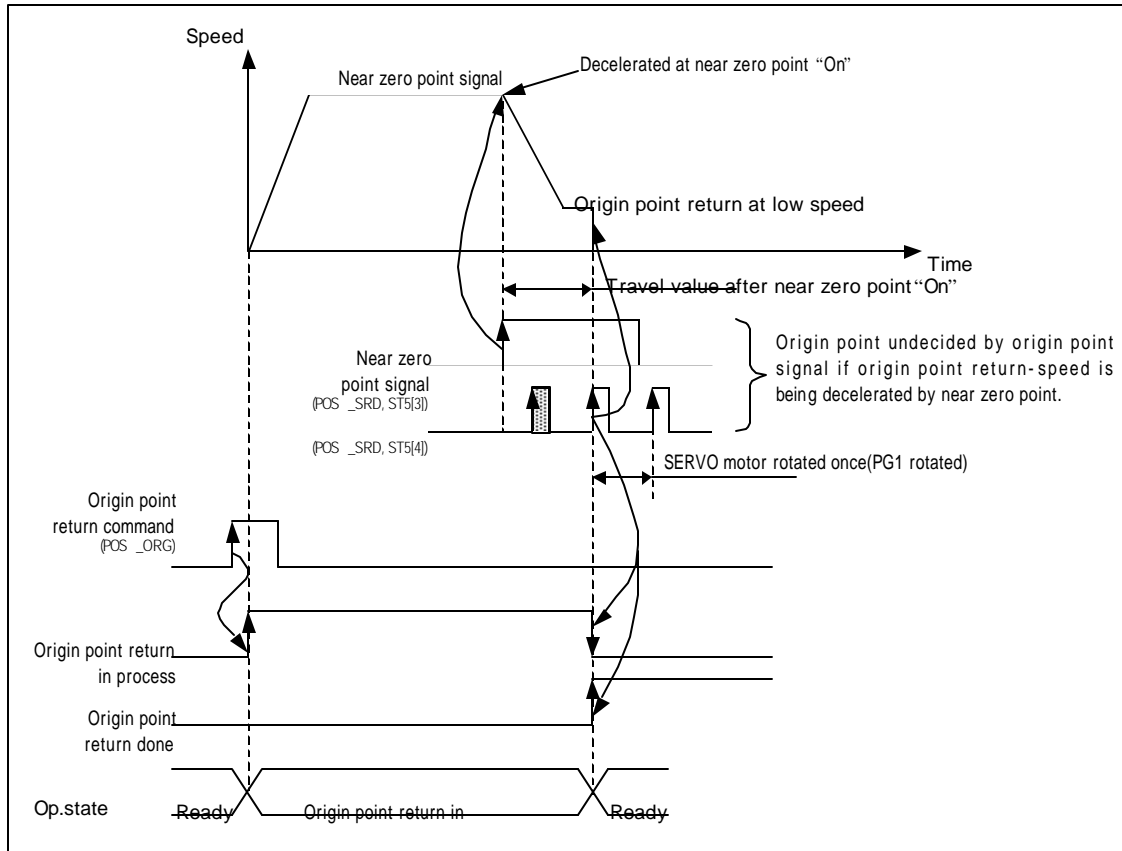 Speed
Near zero point signal
Decelerated at near zero point “On”
Origin point return at low speed
Time
Travel value after near zero point“On”
Near zero
point signal
(POS _SRD, ST5[3])
(POS _SRD, ST5[4])
Origin point undecided by origin point
signal if origin point return-speed is
being decelerated by near zero point.
SERVO motor rotated once(PG1 rotated)
Origin point
return command
(POS _ORG)
Origin point return
in process
Origin point
return done
Op.state
Ready
Origin point return in
Ready